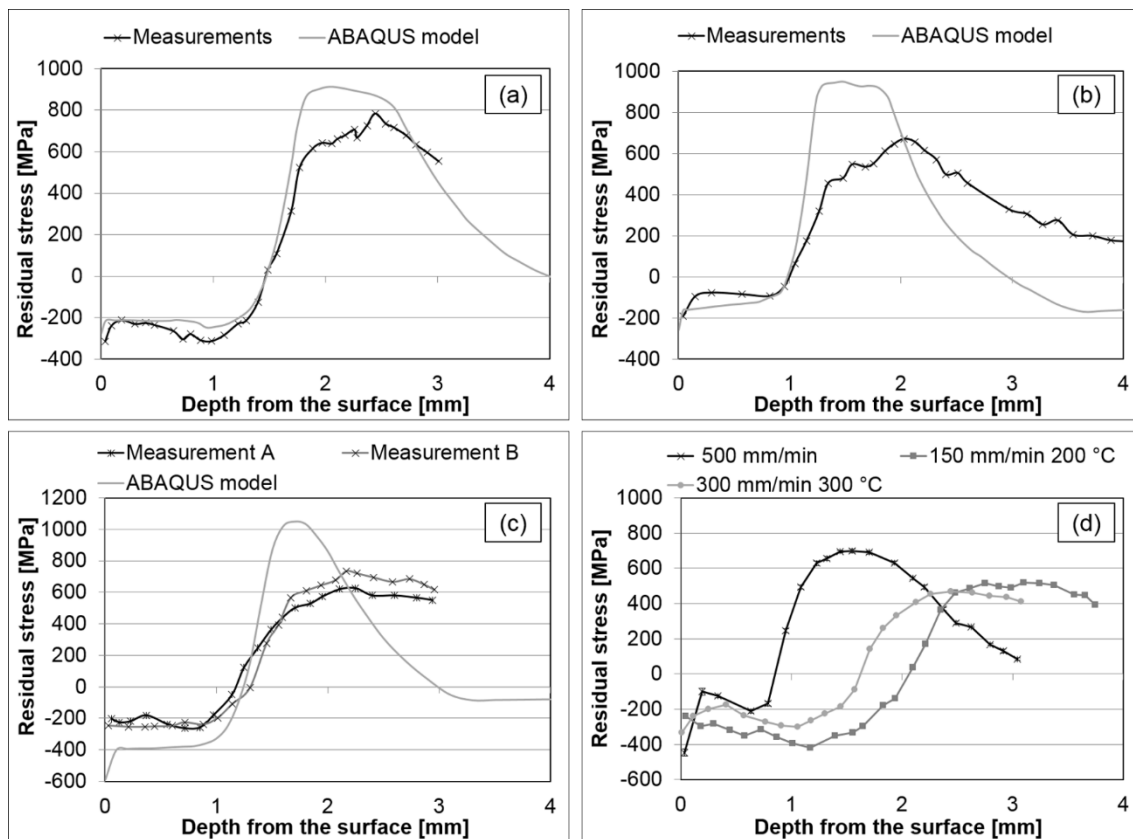 Measurements ABAQUS model
(a)
Residual stress [MPa]
1000
800
600
400
200
0
-200
-400
0 1 2 3 4
Depth from the surface [mm]
Measurements ABAQUS model
(b)
Residual stress [MPa]
1000
800
600
400
200
0
-200
-400
0 1 2 3 4
Depth from the surface [mm]
Measurement A Measurement B
ABAQUS model
(c)
Residual stress [MPa]
1200
1000
800
600
400
200
0
-200
-400
-600
0 1 2 3 4
Depth from the surface [mm]
500 mm/min 150 mm/min 200 °C
300 mm/min 300 °C
(d)
Residual stress [MPa]
1000
800
600
400
200
0
-200
-400
-600
0 1 2 3 4
Depth from the surface [mm]